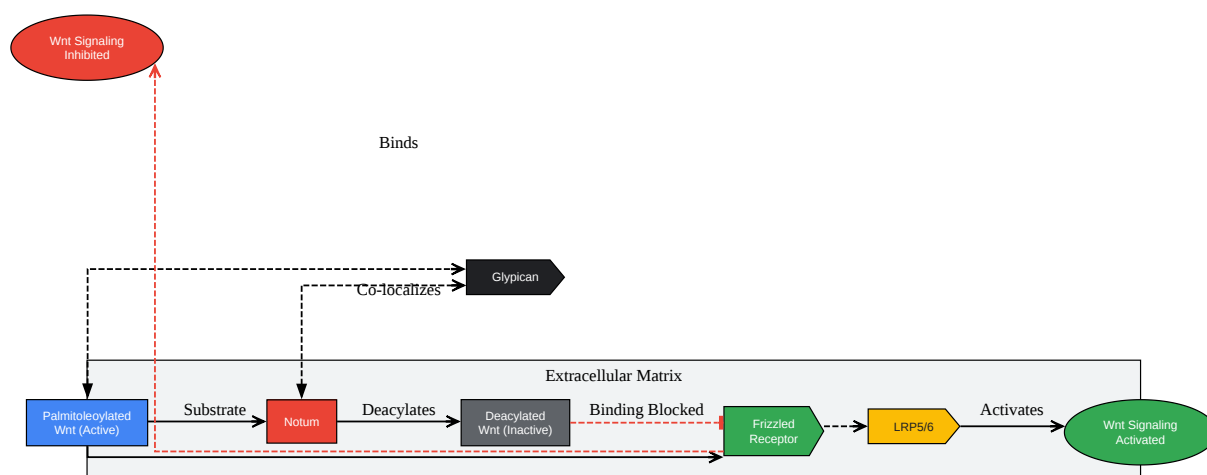 Wnt Signaling
Inhibited
Binds
Glypican
Co-localizes
Extracellular Matrix
Palmitoleoylated
Wnt (Active)
Substrate
Notum
Deacylates
Deacylated
Wnt (Inactive)
Binding Blocked
Frizzled
Receptor
LRP5/6
Activates
Wnt Signaling
Activated